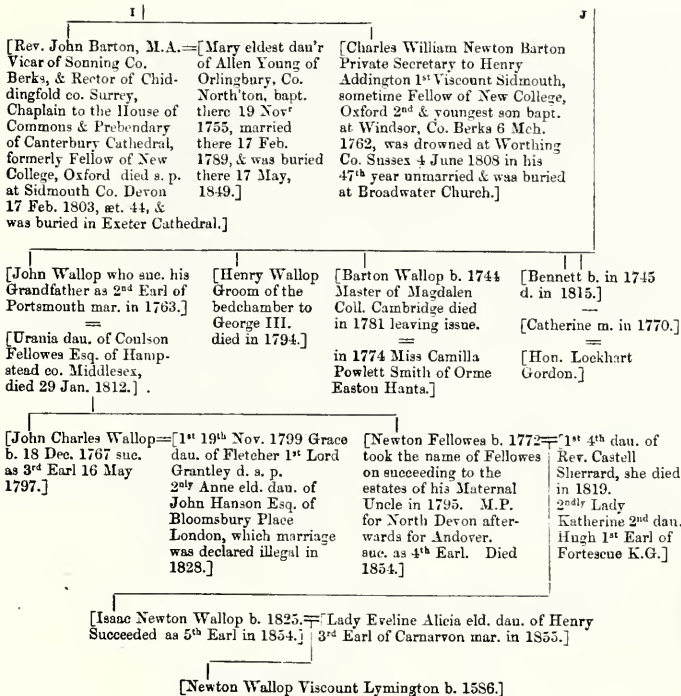 I
J
[Rev. John Barton, M.A.=
Vicar of Sonning Co.
Berks, & Rector of Chid-
dingfold co. Surrey,
Chaplain to the House of
Commons & Prebendary
of Canterbury Cathedral,
formerly Fellow of New
College, Oxford died s. p.
at Sidmouth Co. Devon
17 Feb. 1803, æt. 44, &
was buried in Exeter Cathedral.]
[Mary eldest dau'r
of Allen Young of
Orlingbury, Co.
North'ton, bapt.
there 19 Novr
1755, married
there 17 Feb.
1789, & was buried
there 17 May,
1849.]
[Charles William Newton Barton
Private Secretary to Henry
Addington 1st Viscount Sidmouth,
sometime Fellow of New College,
Oxford 2nd & youngest son bapt.
at Windsor, Co. Berks 6 Mch.
1762, was drowned at Worthing
Co. Sussex 4 June 1808 in his
47th year unmarried & was buried
at Broadwater Church.]
[John Wallop who suc. his
Grandfather as 2nd Earl of
Portsmouth mar. in 1763.]
=
[Urania dau. of Coulson
Fellowes Esq. of Hamp-
stead co. Middlesex,
died 29 Jan. 1812.] .
[Henry Wallop
Groom of the
bedchamber to
George III.
died in 1794.]
[Barton Wallop b. 1744
Master of Magdalen
Coll. Cambridge died
in 1781 leaving issue.
=
in 1774 Miss Camilla
Powlett Smith of Orme
Easton Hants.]
[Bennett b. in 1745
d. in 1815.]
—
[Catherine m. in 1770.]
=
[Hon. Lockhart
Gordon.]
[John Charles Wallop=
b. 18 Dec. 1767 suc.
as 3rd Earl 16 May
1797.]
[1st 19th Nov. 1799 Grace
dau. of Fletcher 1st Lord
Grantley d. s. p.
2nly Anne eld. dau. of
John Hanson Esq. of
Bloomsbury Place
London, which marriage
was declared illegal in
1828.]
[Newton Fellowes b. 1772=
took the name of Fellowes
on succeeding to the
estates of his Maternal
Uncle in 1795. M.P.
for North Devon after-
wards for Andover.
suc. as 4th Earl. Died
1854.]
[1st 4th dau. of
Rev. Castell
Sherrard, she died
in 1819.
2ndly Lady
Katherine 2nd dau.
Hugh 1st Earl of
Fortescue K.G.]
[Isaac Newton Wallop b. 1825.=[Lady Eveline Alicia eld. dau. of Henry
Succeeded as 5th Earl in 1854.] 3rd Earl of Carnarvon mar. in 1855.]
[Newton Wallop Viscount Lymington b. 1586.]